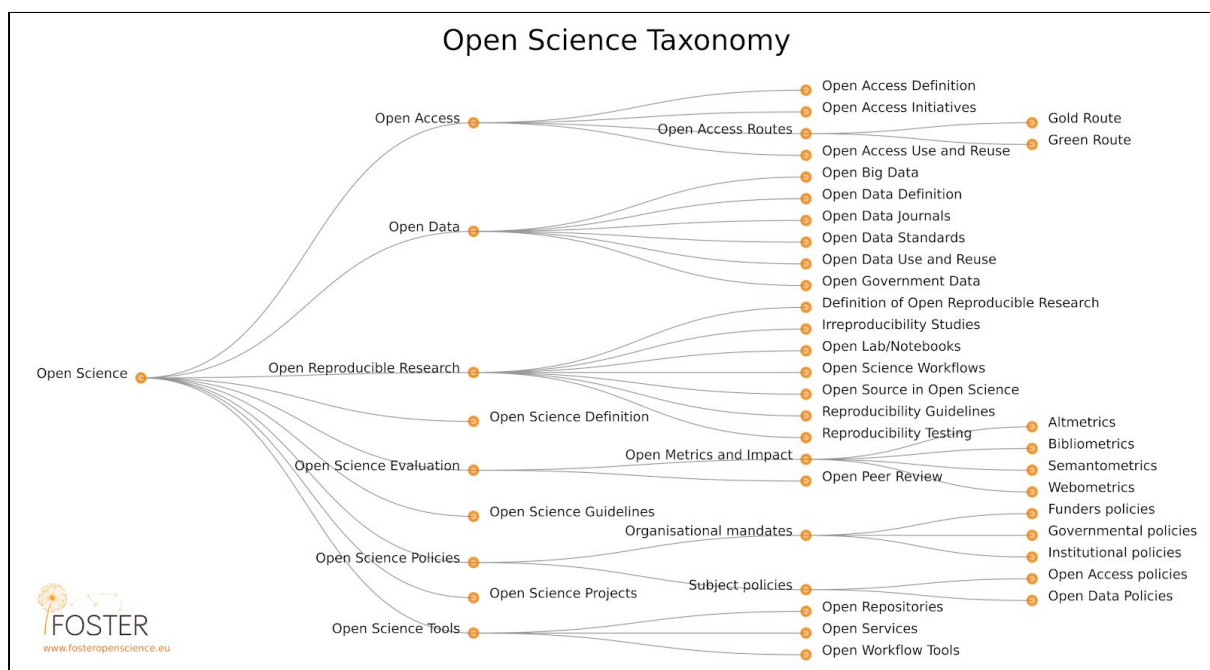 Open Science Taxonomy
Open Science
Open Access
Open Access Definition
Open Access Initiatives
Open Access Routes
Gold Route
Green Route
Open Access Use and Reuse
Open Data
Open Big Data
Open Data Definition
Open Data Journals
Open Data Standards
Open Data Use and Reuse
Open Government Data
Open Reproducible Research
Definition of Open Reproducible Research
Irreproducibility Studies
Open Lab/Notebooks
Open Science Workflows
Open Source in Open Science
Reproducibility Guidelines
Reproducibility Testing
Open Science Definition
Open Science Evaluation
Open Metrics and Impact
Altmetrics
Bibliometrics
Semantometrics
Webometrics
Open Peer Review
Open Science Guidelines
Open Science Policies
Organisational mandates
Funders policies
Governmental policies
Institutional policies
Subject policies
Open Access policies
Open Data Policies
Open Science Projects
Open Science Tools
Open Repositories
Open Services
Open Workflow Tools
FOSTER
www.fosteropenscience.eu